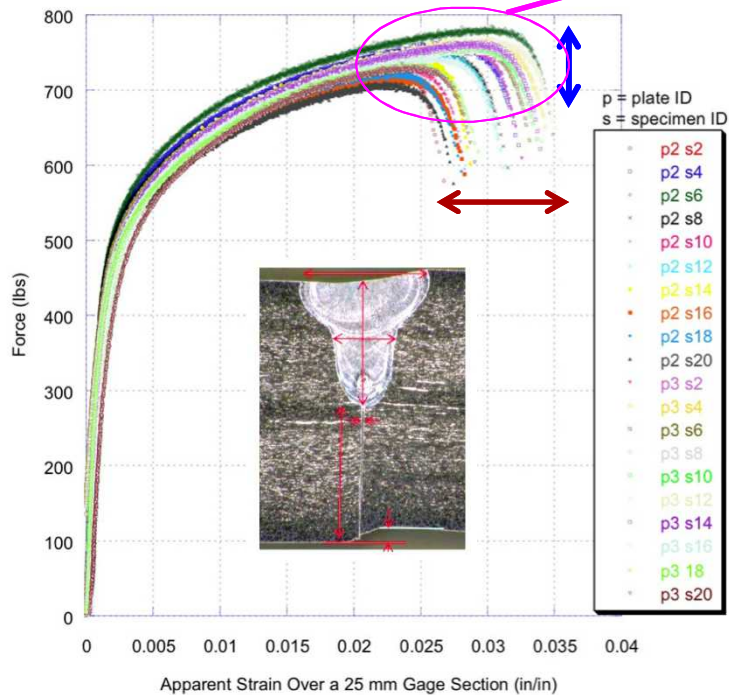 800
700
600
500
400
300
200
100
0
Force (lbs)
0 0.005 0.01 0.015 0.02 0.025 0.03 0.035 0.04
Apparent Strain Over a 25 mm Gage Section (in/in)
p = plate ID
s = specimen ID
p2 s2
p2 s4
p2 s6
p2 s8
p2 s10
p2 s12
p2 s14
p2 s16
p2 s18
p2 s20
p3 s2
p3 s4
p3 s6
p3 s8
p3 s10
p3 s12
p3 s14
p3 s16
p3 18
p3 s20